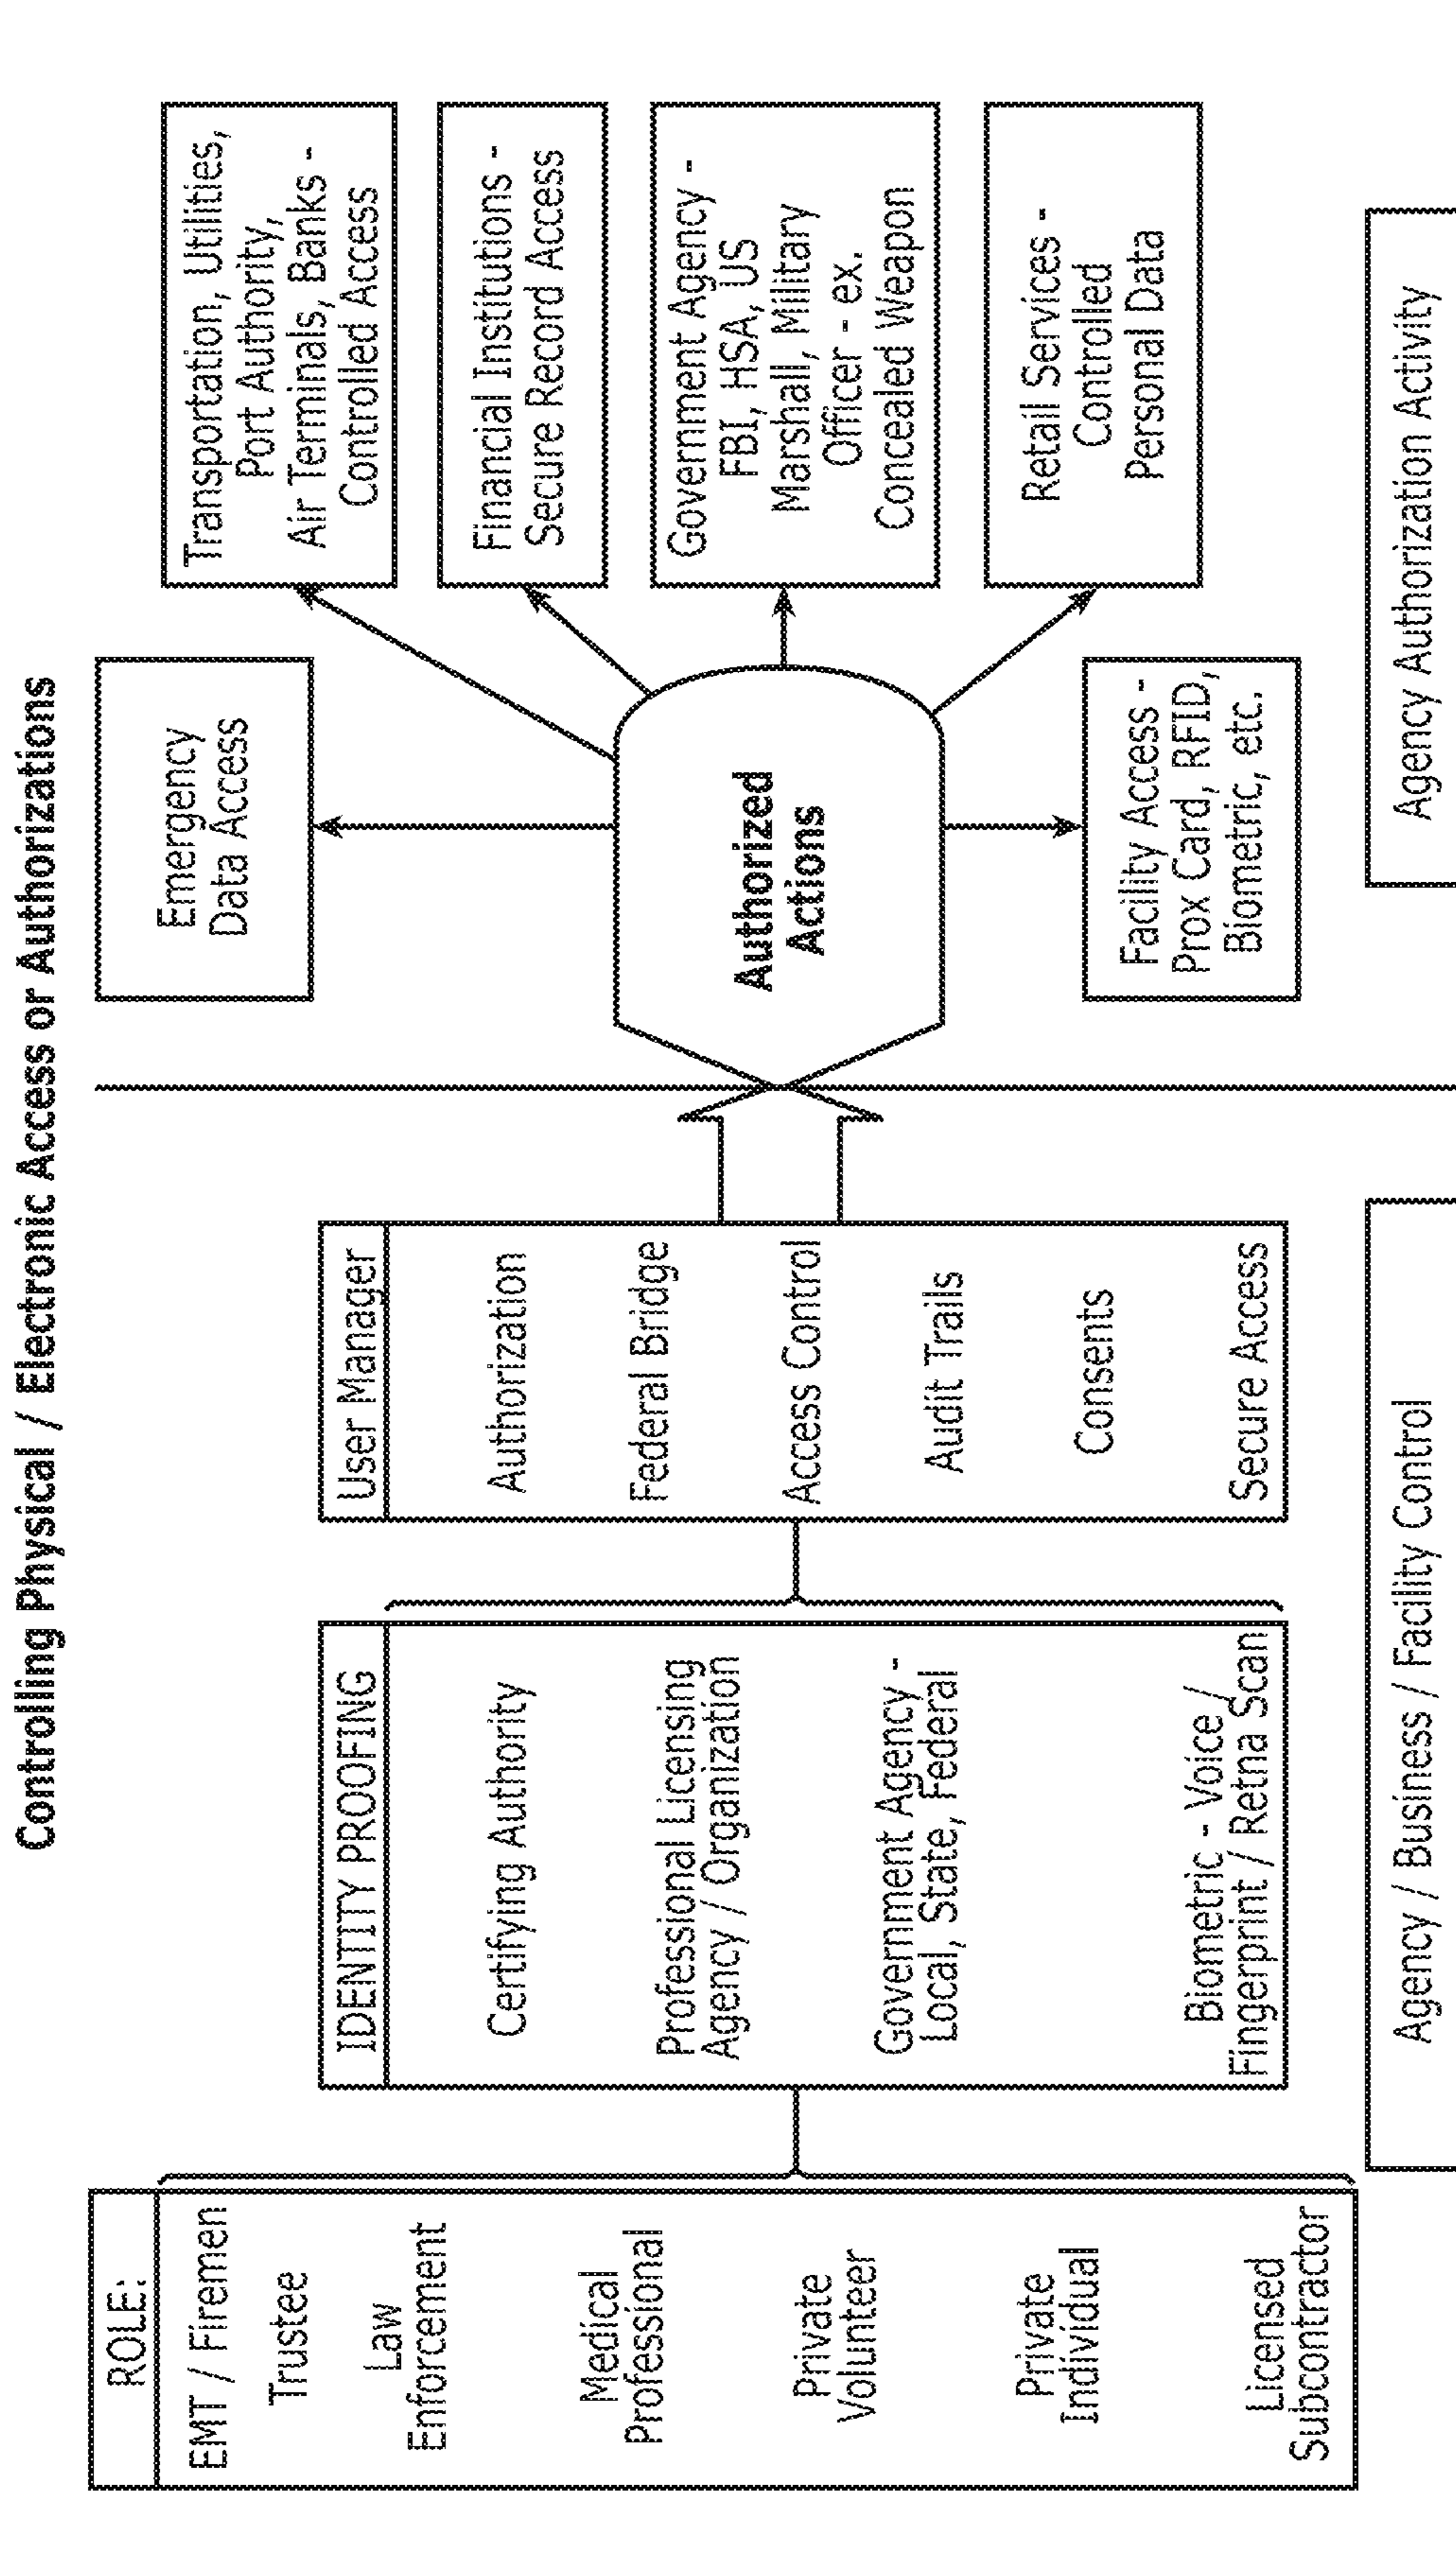 Controlling Physical / Electronic Access or Authorizations
ROLE:
EMT / Firemen
Trustee
Law
Enforcement
Medical
Professional
Private
Volunteer
Private
Individual
Licensed
Subcontractor
IDENTITY PROOFING
Certifying Authority
Professional Licensing
Agency / Organization
Government Agency -
Local, State, Federal
Biometric - Voice /
Fingerprint / Retna Scan
User Manager
Authorization
Federal Bridge
Access Control
Audit Trails
Consents
Secure Access
Authorized
Actions
Emergency
Data Access
Transportation, Utilities,
Port Authority,
Air Terminals, Banks -
Controlled Access
Financial Institutions -
Secure Record Access
Government Agency -
FBI, HSA, US
Marshall, Military
Officer - ex.
Concealed Weapon
Retail Services -
Controlled
Personal Data
Facility Access -
Prox Card, RFID,
Biometric, etc.
Agency / Business / Facility Control
Agency Authorization Activity